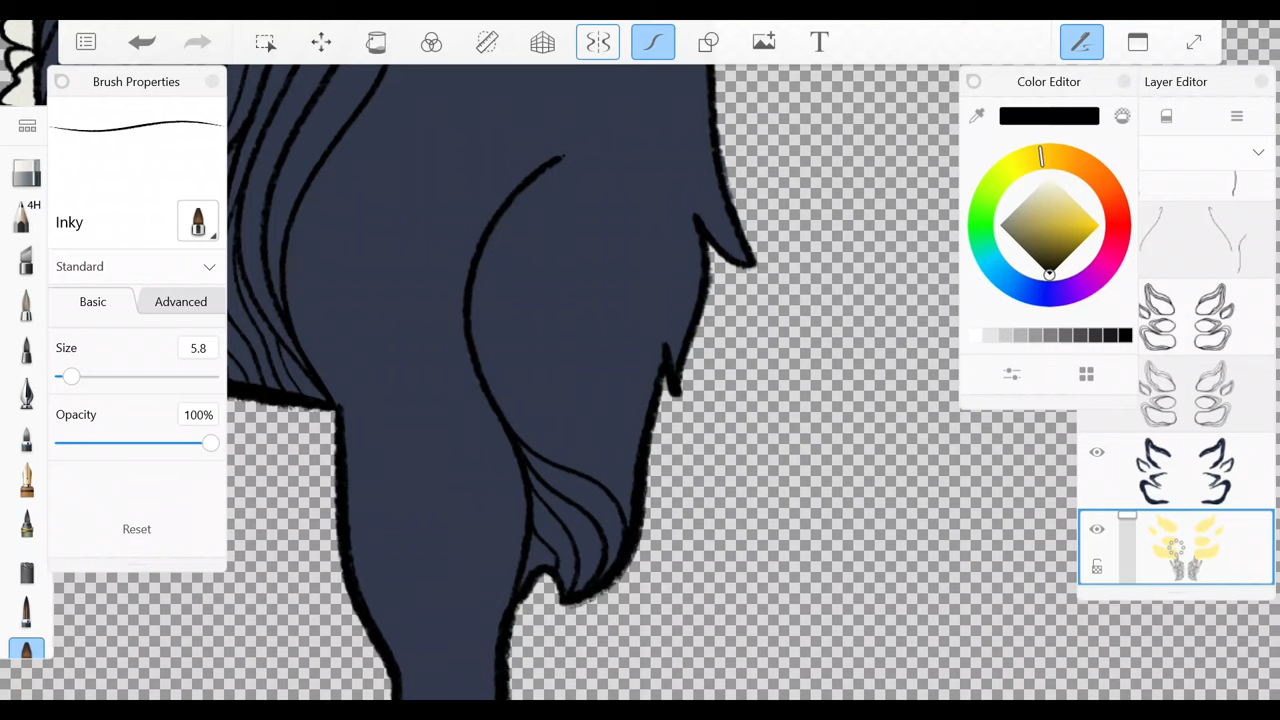 T
Brush Properties
Color Editor
Layer Editor
4H
Inky
Standard
Basic
Advanced
Size
5.8
Opacity
100%
Reset